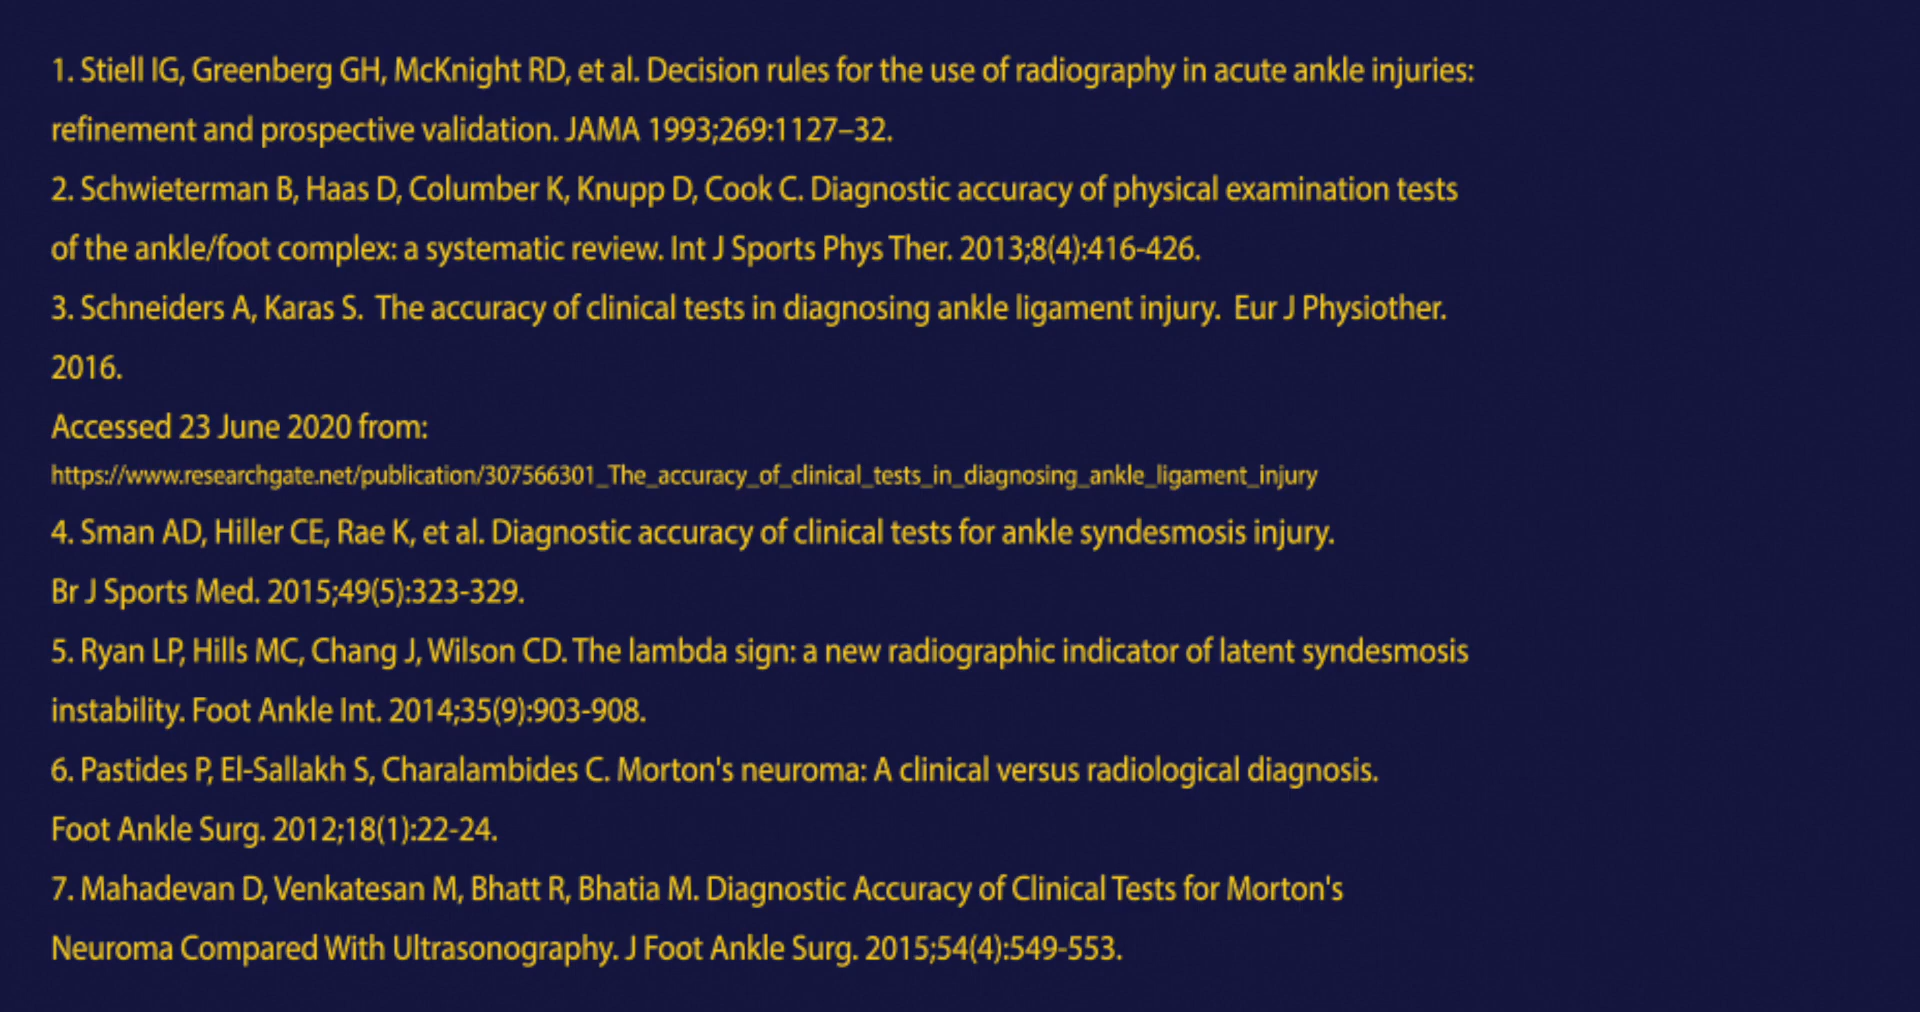 1. Stiell IG, Greenberg GH, McKnight RD, et al. Decision rules for the use of radiography in acute ankle injuries:
refinement and prospective validation. JAMA 1993;269:1127–32.
2. Schwieterman B, Haas D, Columber K, Knupp D, Cook C. Diagnostic accuracy of physical examination tests
of the ankle/foot complex: a systematic review. Int J Sports Phys Ther. 2013;8(4):416-426.
3. Schneiders A, Karas S.  The accuracy of clinical tests in diagnosing ankle ligament injury.  Eur J Physiother.
2016.
Accessed 23 June 2020 from:
https://www.researchgate.net/publication/307566301_The_accuracy_of_clinical_tests_in_diagnosing_ankle_ligament_injury
4. Sman AD, Hiller CE, Rae K, et al. Diagnostic accuracy of clinical tests for ankle syndesmosis injury.
Br J Sports Med. 2015;49(5):323-329.
5. Ryan LP, Hills MC, Chang J, Wilson CD. The lambda sign: a new radiographic indicator of latent syndesmosis
instability. Foot Ankle Int. 2014;35(9):903-908.
6. Pastides P, El-Sallakh S, Charalambides C. Morton's neuroma: A clinical versus radiological diagnosis.
Foot Ankle Surg. 2012;18(1):22-24.
7. Mahadevan D, Venkatesan M, Bhatt R, Bhatia M. Diagnostic Accuracy of Clinical Tests for Morton's
Neuroma Compared With Ultrasonography. J Foot Ankle Surg. 2015;54(4):549-553.